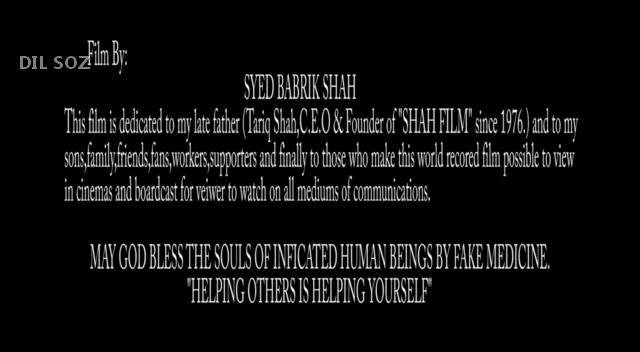 Film By:
DIL SOZ
SYED BABRIK SHAH
This film is dedicated to my late father (Tariq Shah,C.E.O & Founder of "SHAH FILM" since 1976.) and to my
sons,family,friends,fans,workers,supporters and finally to those who make this world recored film possible to view
in cinemas and boardcast for veiwer to watch on all mediums of communications.
MAY GOD BLESS THE SOULS OF INFICATED HUMAN BEINGS BY FAKE MEDICINE.
"HELPING OTHERS IS HELPING YOURSELF"